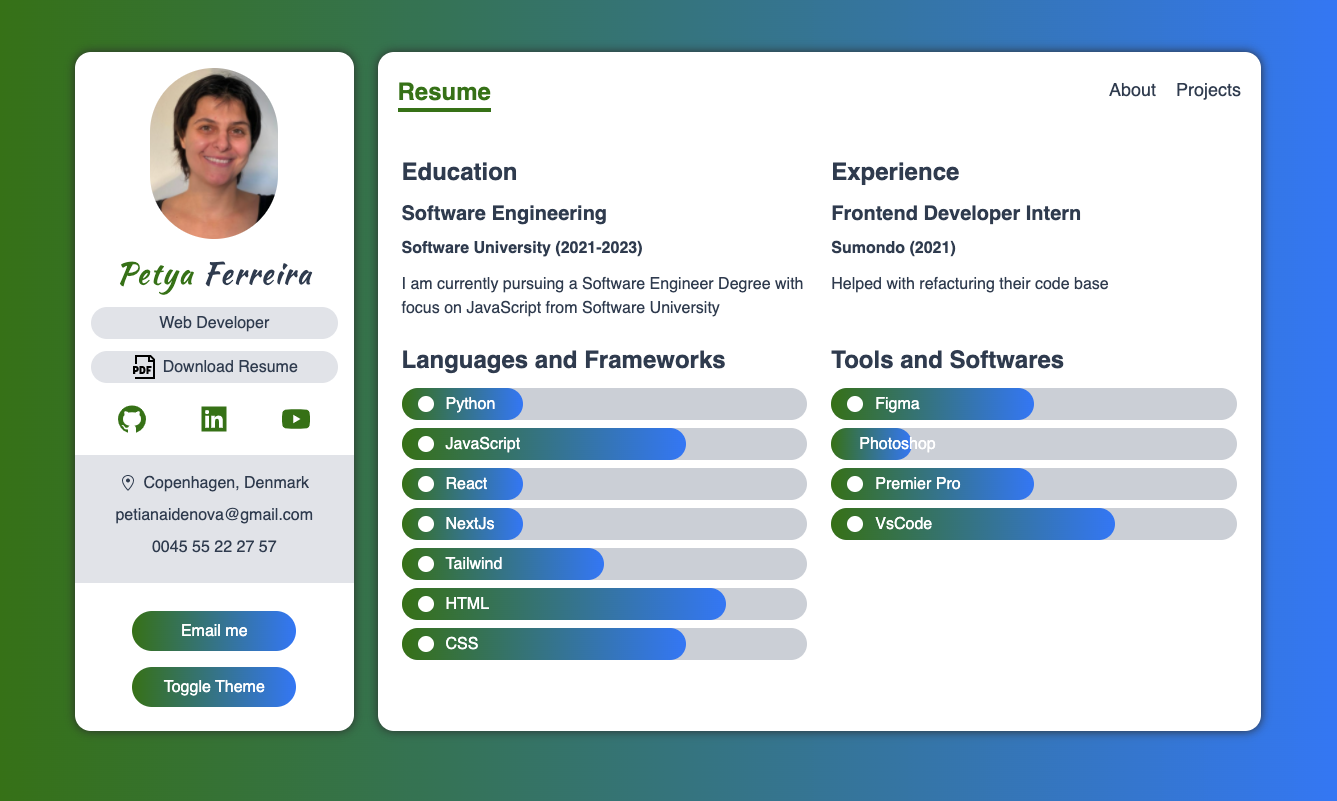 Petya Ferreira
Web Developer
PDF Download Resume
in
Copenhagen, Denmark
petianaidenova@gmail.com
0045 55 22 27 57
Email me
Toggle Theme
Resume
About
Projects
Education
Software Engineering
Software University (2021-2023)
I am currently pursuing a Software Engineer Degree with
focus on JavaScript from Software University
Experience
Frontend Developer Intern
Sumondo (2021)
Helped with refacturing their code base
Languages and Frameworks
Python
JavaScript
React
NextJs
Tailwind
HTML
CSS
Tools and Softwares
Figma
Photoshop
Premier Pro
VsCode